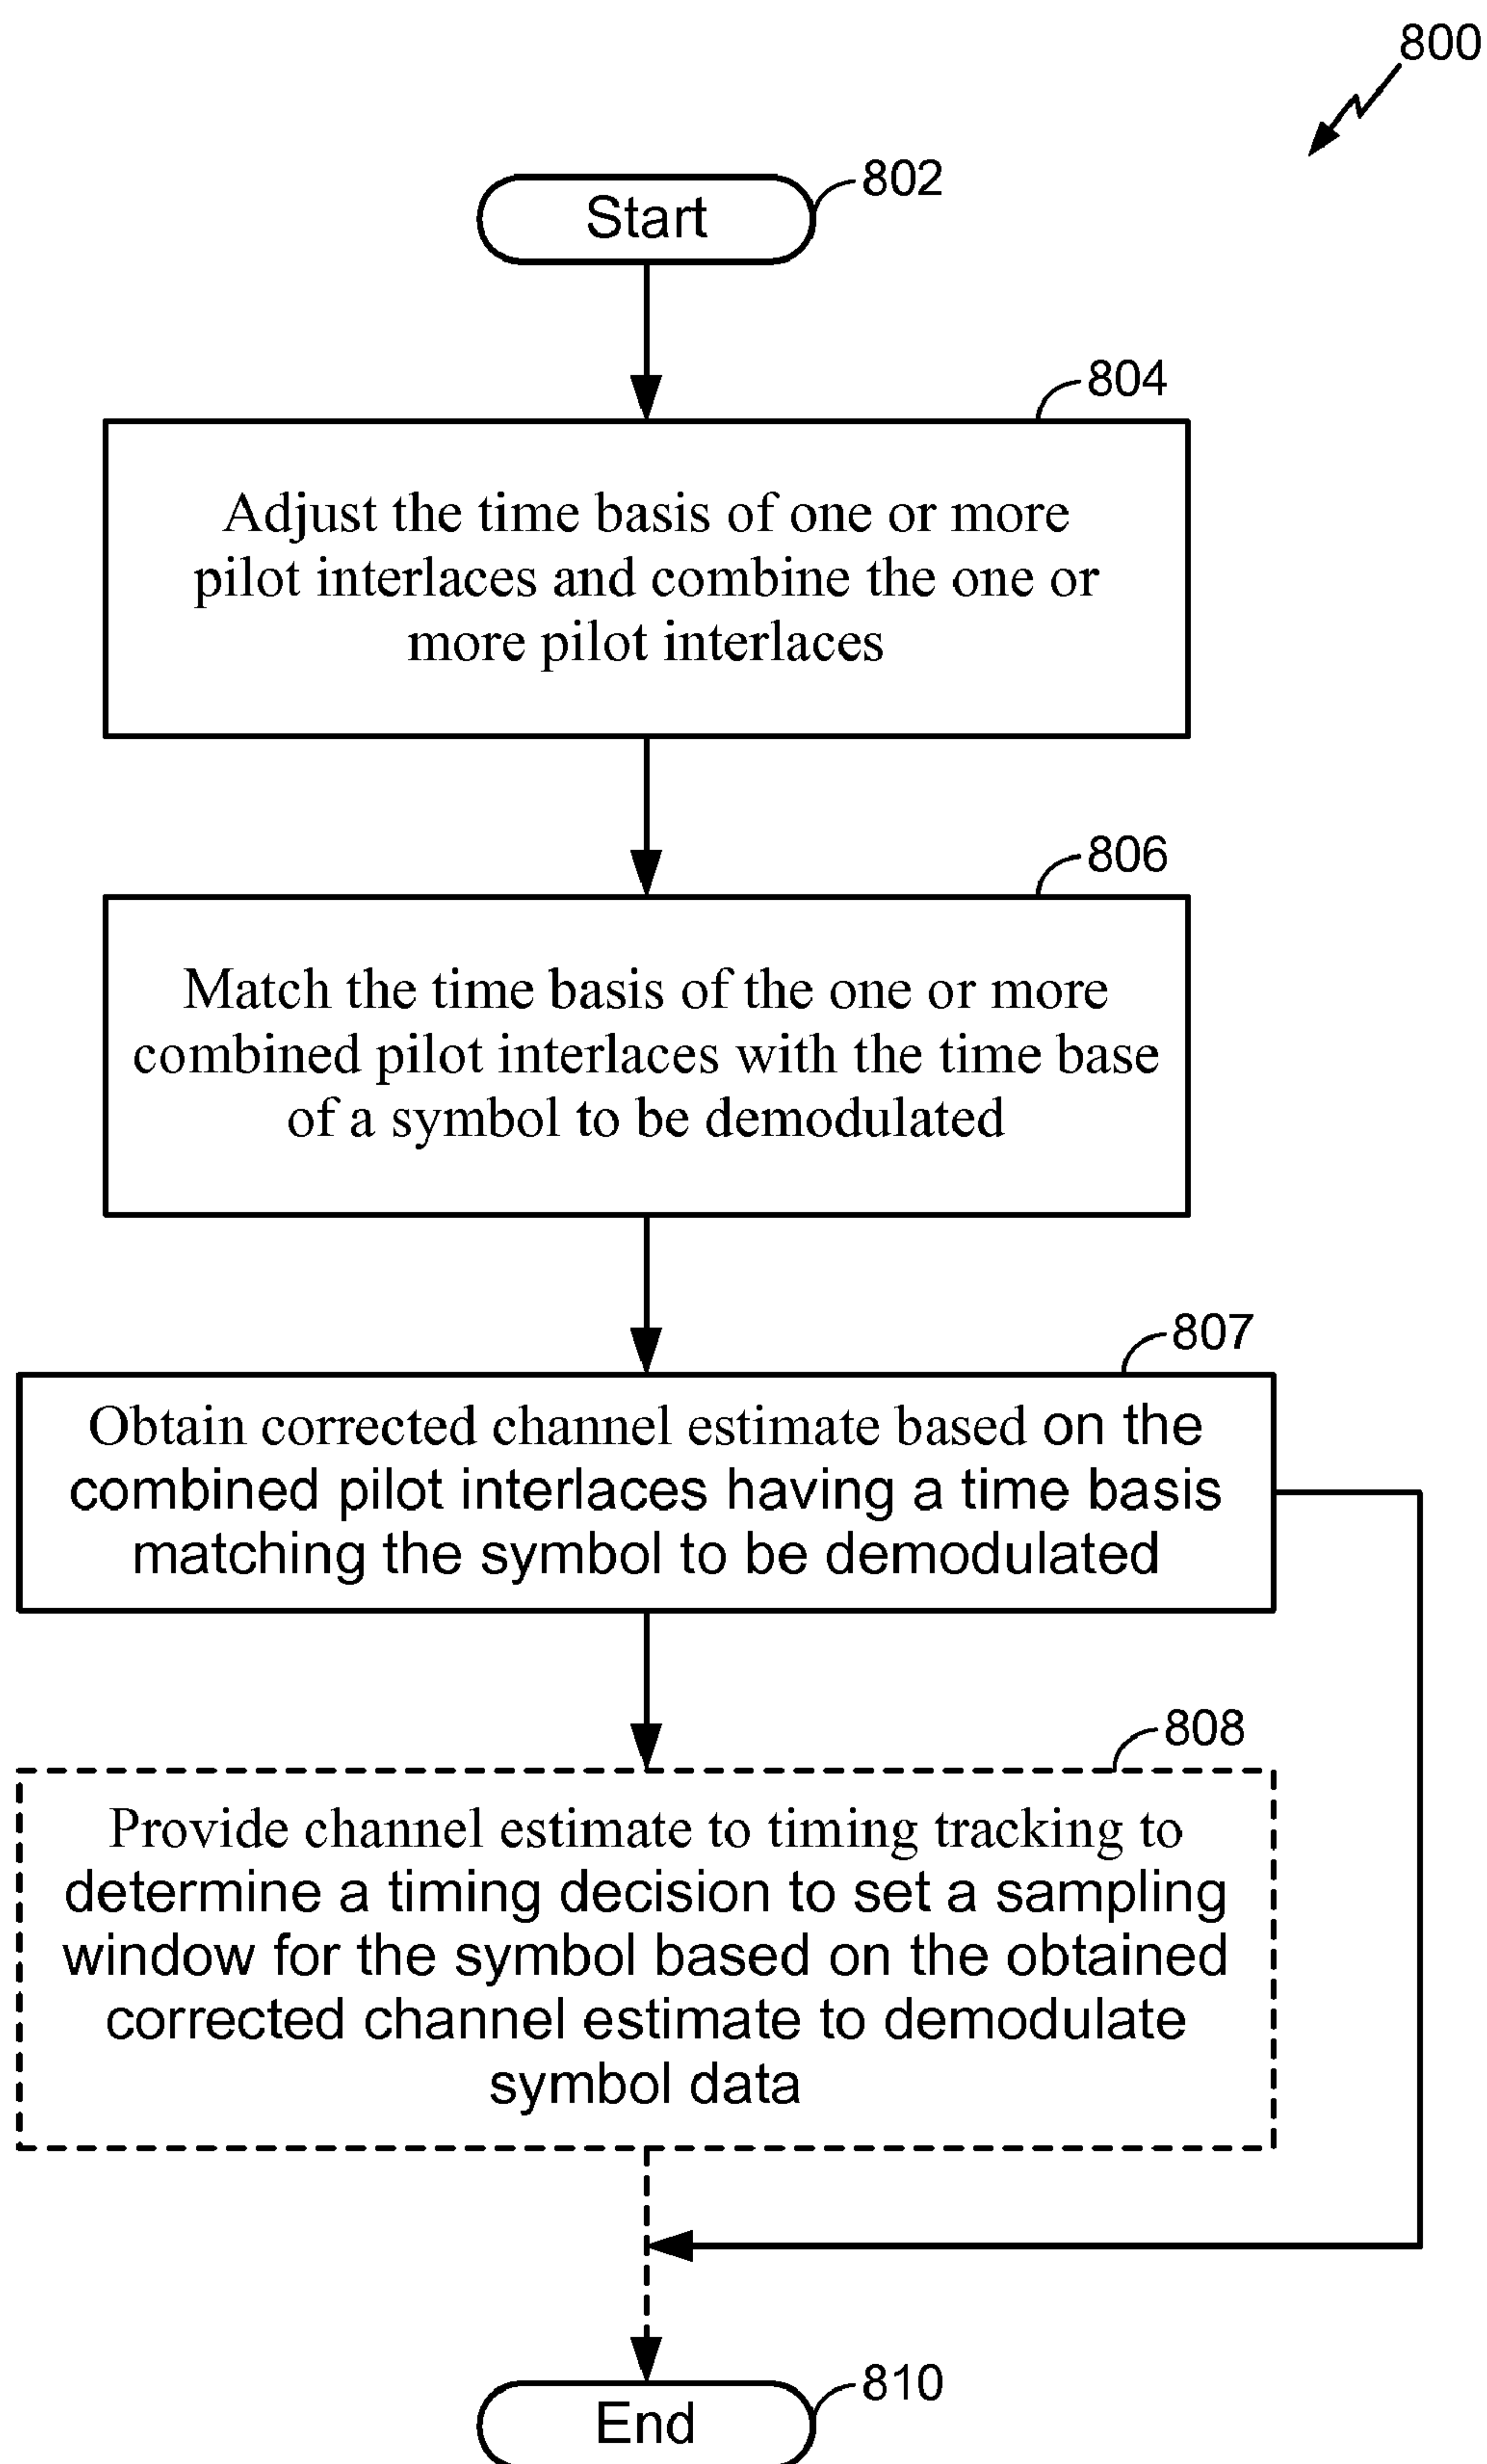 800
802
Start
804
Adjust the time basis of one or more
pilot interlaces and combine the one or
more pilot interlaces
806
Match the time basis of the one or more
combined pilot interlaces with the time base
of a symbol to be demodulated
807
Obtain corrected channel estimate based on the
combined pilot interlaces having a time basis
matching the symbol to be demodulated
808
Provide channel estimate to timing tracking to
determine a timing decision to set a sampling
window for the symbol based on the obtained
corrected channel estimate to demodulate
symbol data
810
End